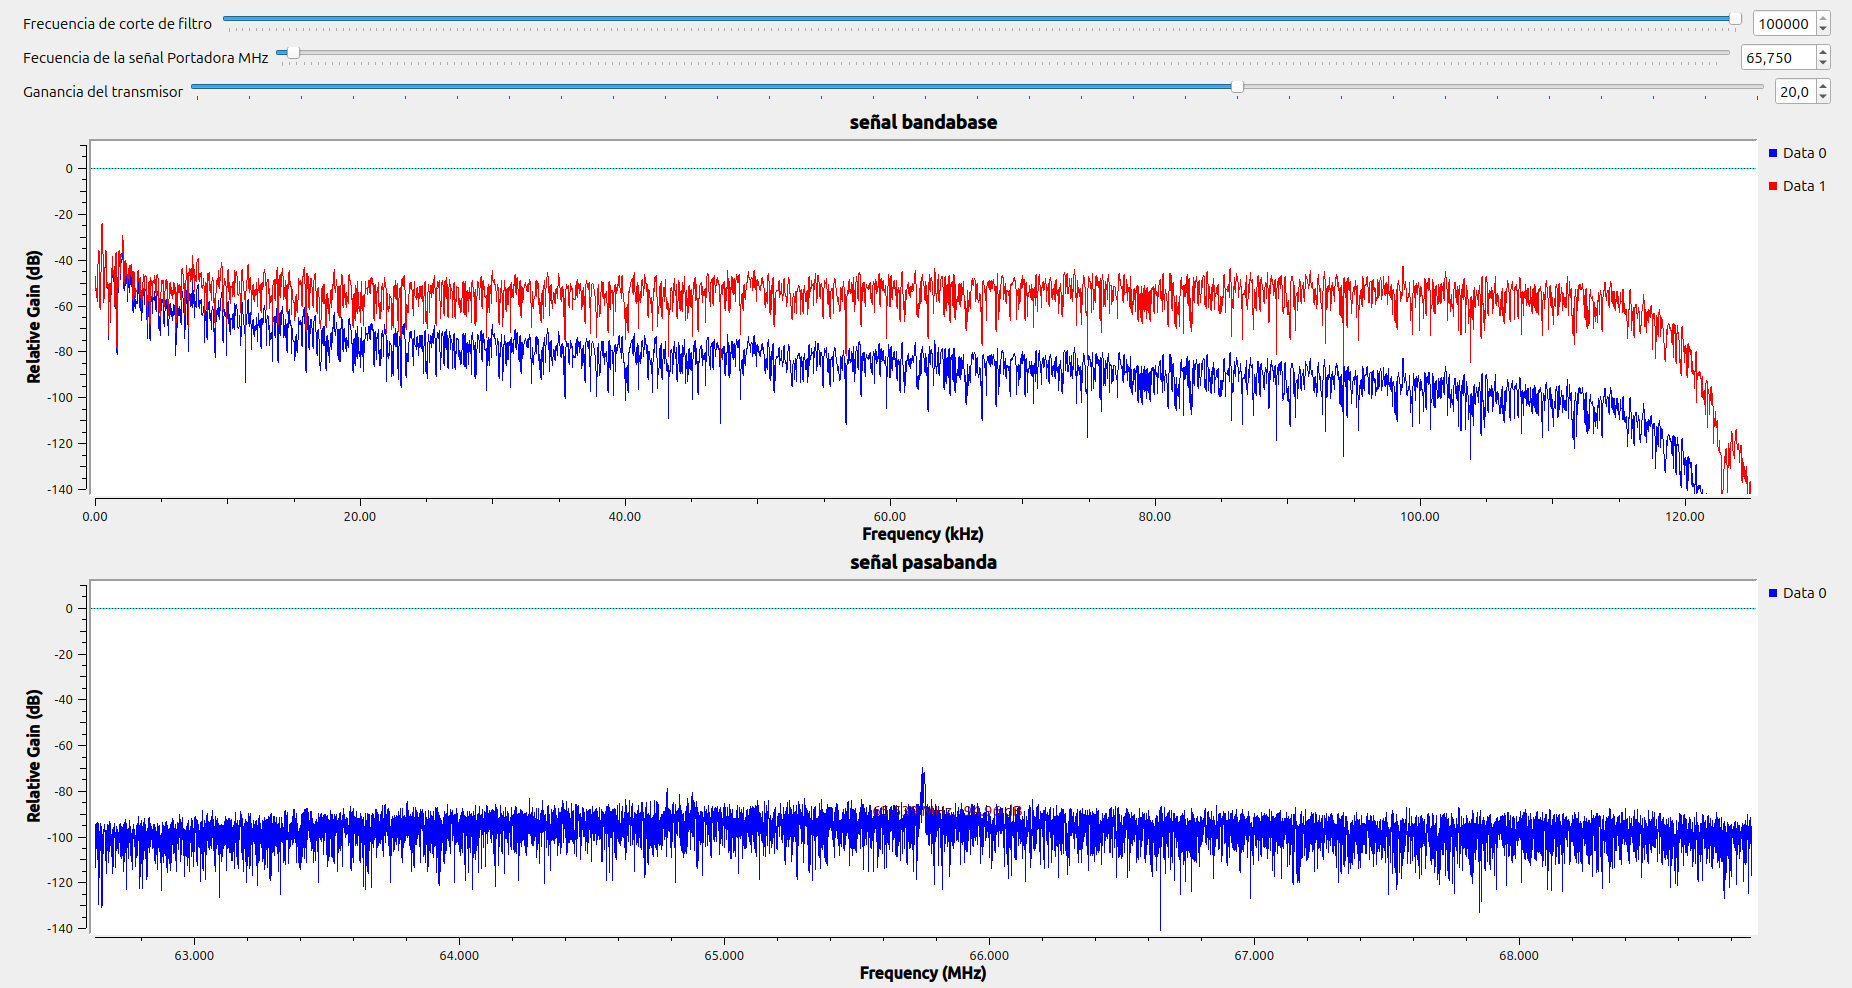 Frecuencia de corte de filtro 100000
Fecuencia de la señal Portadora MHz 65,750
Ganancia del transmisor 20,0
señal bandabase
Relative Gain (dB)
0
-20
-40
-60
-80
-100
-120
-140
0.00 20.00 40.00 60.00 80.00 100.00 120.00
Frequency (kHz)
Data 0
Data 1
señal pasabanda
Relative Gain (dB)
0
-20
-40
-60
-80
-100
-120
-140
63.000 64.000 65.000 66.000 67.000 68.000
Frequency (MHz)
Data 0